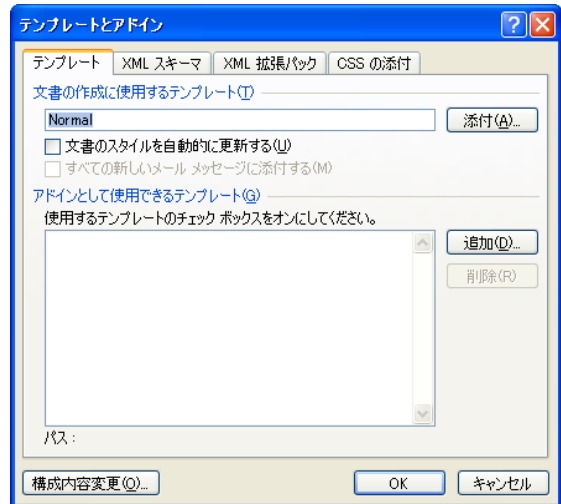 テンプレートとアドイン
テンプレート XML スキーマ XML 拡張パック CSS の添付
文書の作成に使用するテンプレート(T)
Normal 添付(A)...
文書のスタイルを自動的に更新する(U)
すべての新しいメール メッセージに添付する(M)
アドインとして使用できるテンプレート(G)
使用するテンプレートのチェック ボックスをオンにしてください。
追加(D)...
削除(R)
パス :
構成内容変更(O)... OK キャンセル